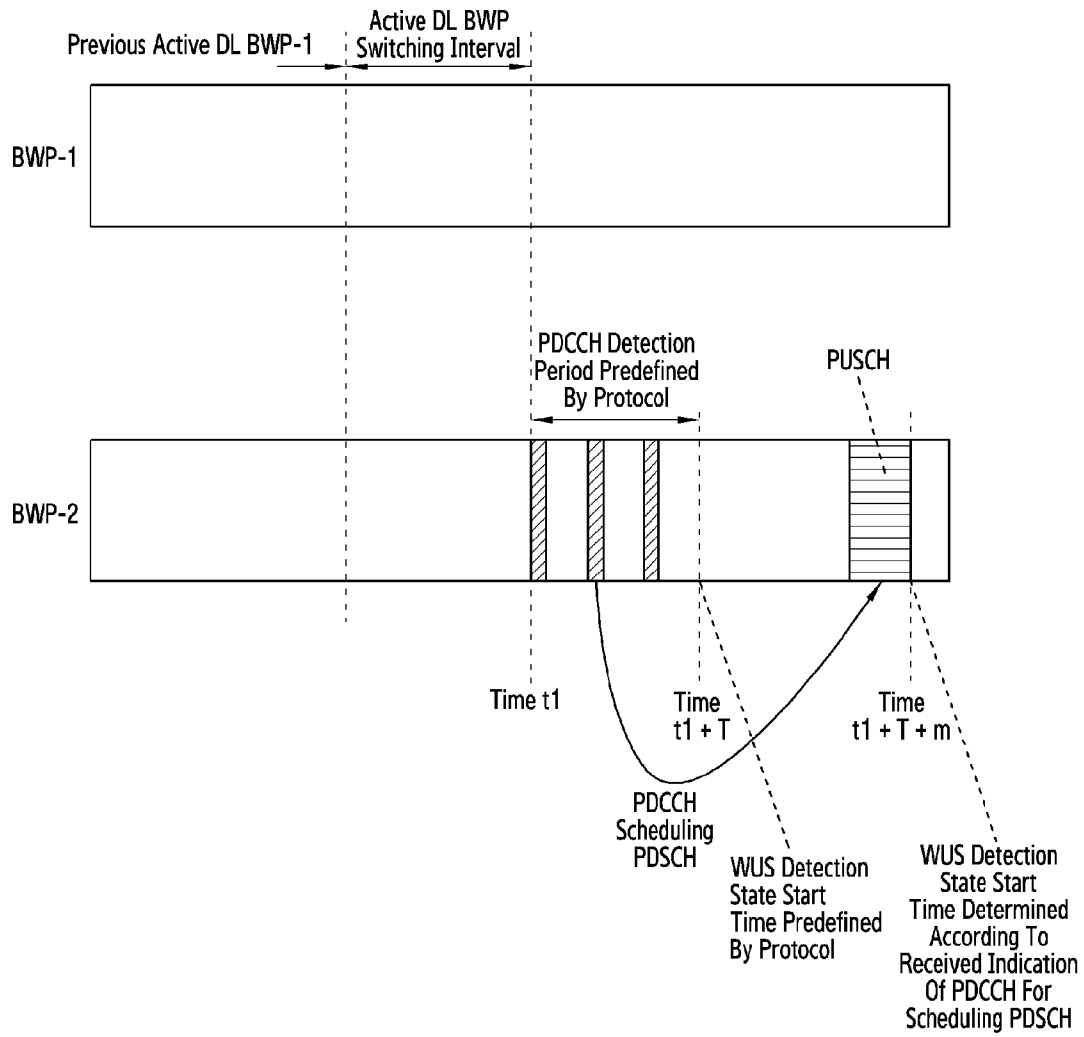 Previous Active DL BWP-1
Active DL BWP
Switching Interval
BWP-1
PDCCH Detection
Period Predefined
By Protocol
PUSCH
BWP-2
Time t1
Time
t1 + T
Time
t1 + T + m
PDCCH
Scheduling
PDSCH
WUS Detection
State Start
Time Predefined
By Protocol
WUS Detection
State Start
Time Determined
According To
Received Indication
Of PDCCH For
Scheduling PDSCH